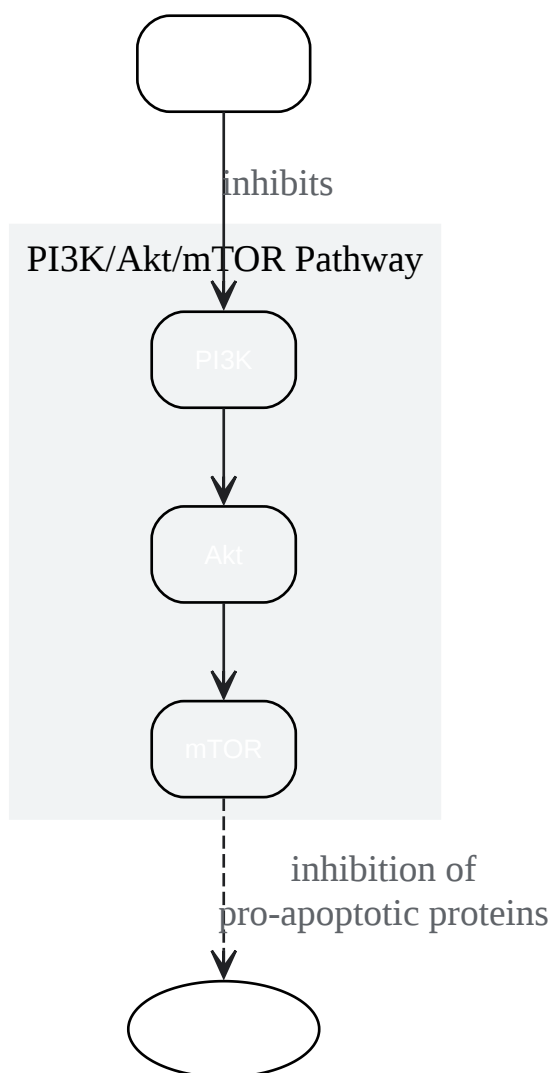 inhibits
PI3K/Akt/mTOR Pathway
PI3K
Akt
mTOR
inhibition of
pro-apoptotic proteins